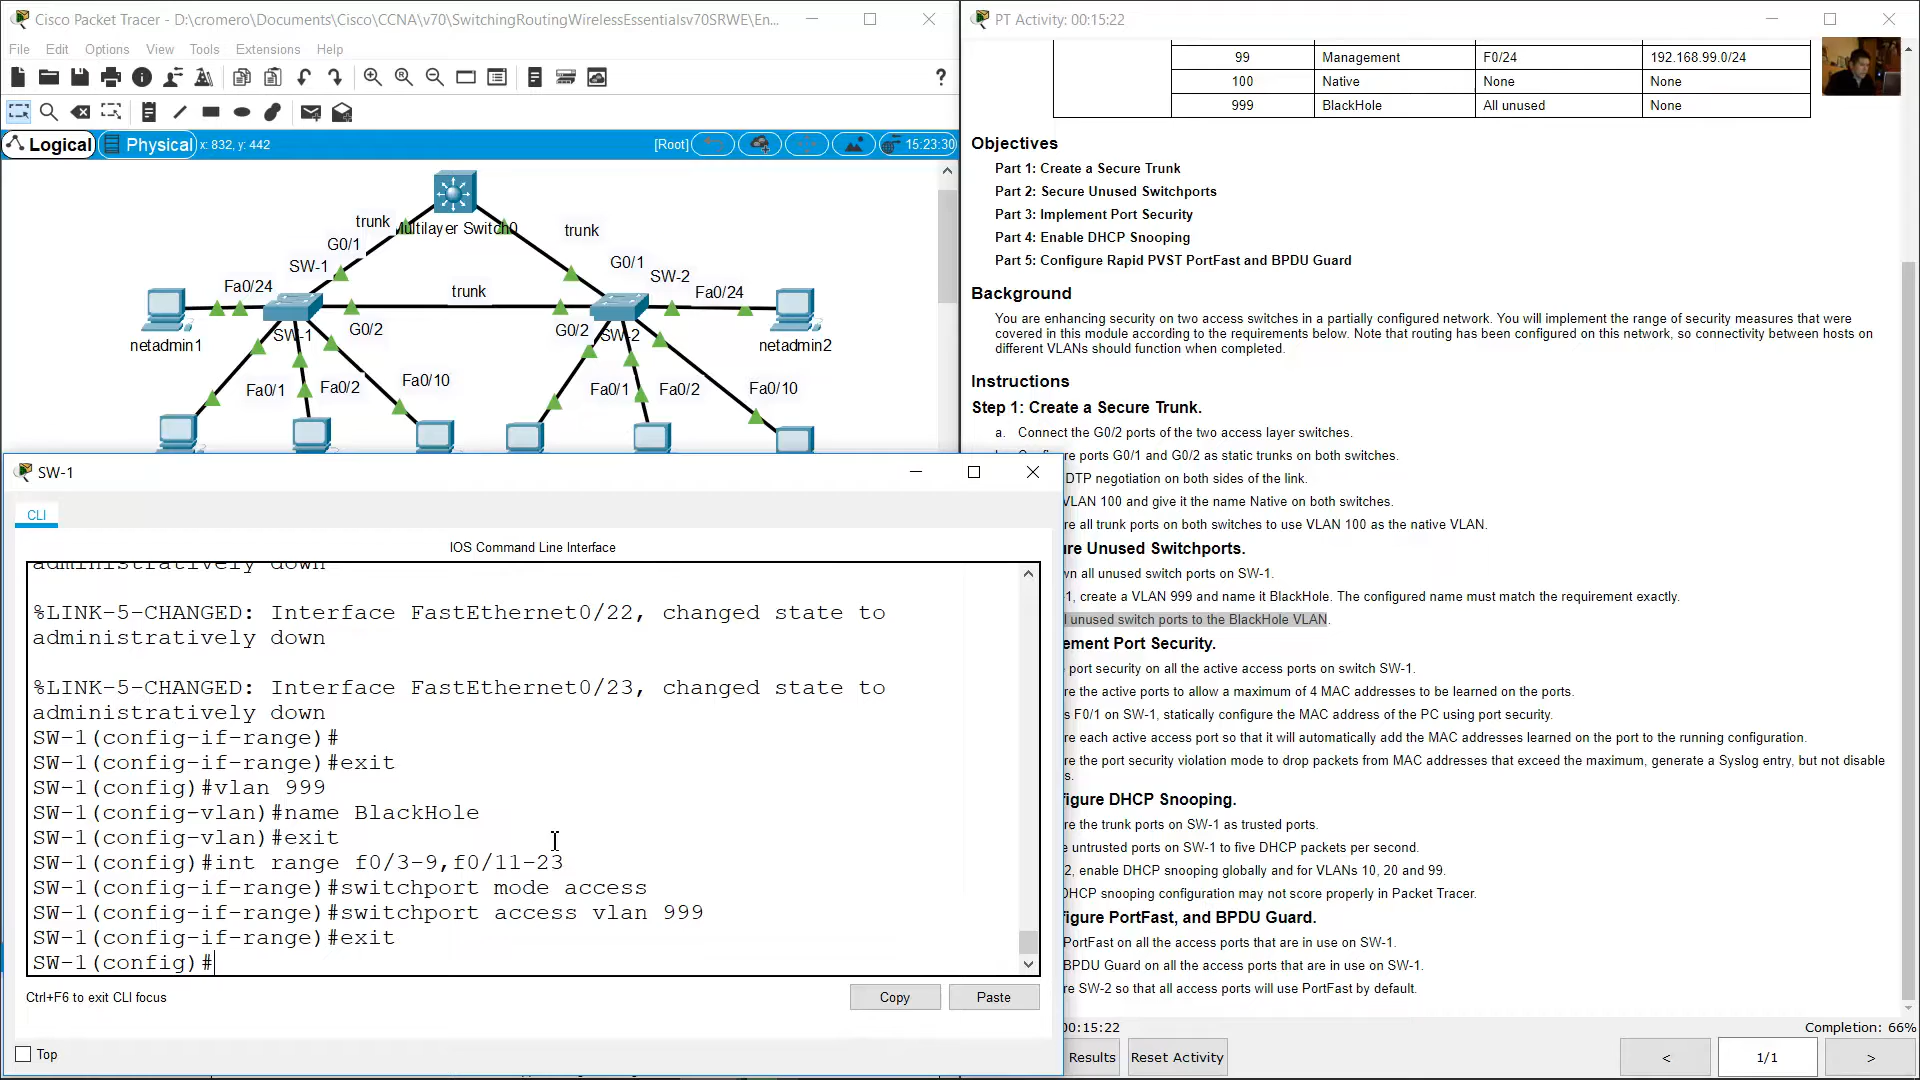 Cisco Packet Tracer - D:\cromero\Documents\Cisco\CCNA\v70\SwitchingRoutingWirelessEssentialsv70SRWE\En...
File Edit Options View Tools Extensions Help
Logical Physical x: 832, y: 442 [Root] 15:23:30
trunk
Multilayer Switch0
trunk
G0/1
G0/1
SW-1
SW-2
Fa0/24
trunk
Fa0/24
SW-1
G0/2
G0/2
SW-2
netadmin1
netadmin2
Fa0/1
Fa0/2
Fa0/10
Fa0/1
Fa0/2
Fa0/10
SW-1
CLI
IOS Command Line Interface
administratively down
%LINK-5-CHANGED: Interface FastEthernet0/22, changed state to
administratively down
%LINK-5-CHANGED: Interface FastEthernet0/23, changed state to
administratively down
SW-1(config-if-range)#
SW-1(config-if-range)#exit
SW-1(config)#vlan 999
SW-1(config-vlan)#name BlackHole
SW-1(config-vlan)#exit
SW-1(config)#int range f0/3-9,f0/11-23
SW-1(config-if-range)#switchport mode access
SW-1(config-if-range)#switchport access vlan 999
SW-1(config-if-range)#exit
SW-1(config)#
Ctrl+F6 to exit CLI focus
Copy
Paste
Top
PT Activity: 00:15:22
99 Management F0/24 192.168.99.0/24
100 Native None None
999 BlackHole All unused None
Objectives
Part 1: Create a Secure Trunk
Part 2: Secure Unused Switchports
Part 3: Implement Port Security
Part 4: Enable DHCP Snooping
Part 5: Configure Rapid PVST PortFast and BPDU Guard
Background
You are enhancing security on two access switches in a partially configured network. You will implement the range of security measures that were
covered in this module according to the requirements below. Note that routing has been configured on this network, so connectivity between hosts on
different VLANs should function when completed.
Instructions
Step 1: Create a Secure Trunk.
a. Connect the G0/2 ports of the two access layer switches.
ports G0/1 and G0/2 as static trunks on both switches.
DTP negotiation on both sides of the link.
VLAN 100 and give it the name Native on both switches.
re all trunk ports on both switches to use VLAN 100 as the native VLAN.
ure Unused Switchports.
wn all unused switch ports on SW-1.
1, create a VLAN 999 and name it BlackHole. The configured name must match the requirement exactly.
l unused switch ports to the BlackHole VLAN.
ement Port Security.
port security on all the active access ports on switch SW-1.
re the active ports to allow a maximum of 4 MAC addresses to be learned on the ports.
s F0/1 on SW-1, statically configure the MAC address of the PC using port security.
re each active access port so that it will automatically add the MAC addresses learned on the port to the running configuration.
re the port security violation mode to drop packets from MAC addresses that exceed the maximum, generate a Syslog entry, but not disable
s.
figure DHCP Snooping.
re the trunk ports on SW-1 as trusted ports.
e untrusted ports on SW-1 to five DHCP packets per second.
2, enable DHCP snooping globally and for VLANs 10, 20 and 99.
DHCP snooping configuration may not score properly in Packet Tracer.
figure PortFast, and BPDU Guard.
PortFast on all the access ports that are in use on SW-1.
BPDU Guard on all the access ports that are in use on SW-1.
re SW-2 so that all access ports will use PortFast by default.
00:15:22
Completion: 66%
Results
Reset Activity
<
1/1
>